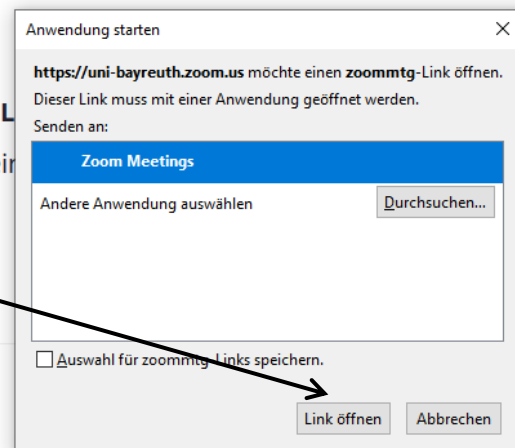 Anwendung starten
https://uni-bayreuth.zoom.us möchte einen zoommtg-Link öffnen.
Dieser Link muss mit einer Anwendung geöffnet werden.
Senden an:
Zoom Meetings
Andere Anwendung auswählen
Durchsuchen...
Auswahl für zoommtg-Links speichern.
Link öffnen
Abbrechen